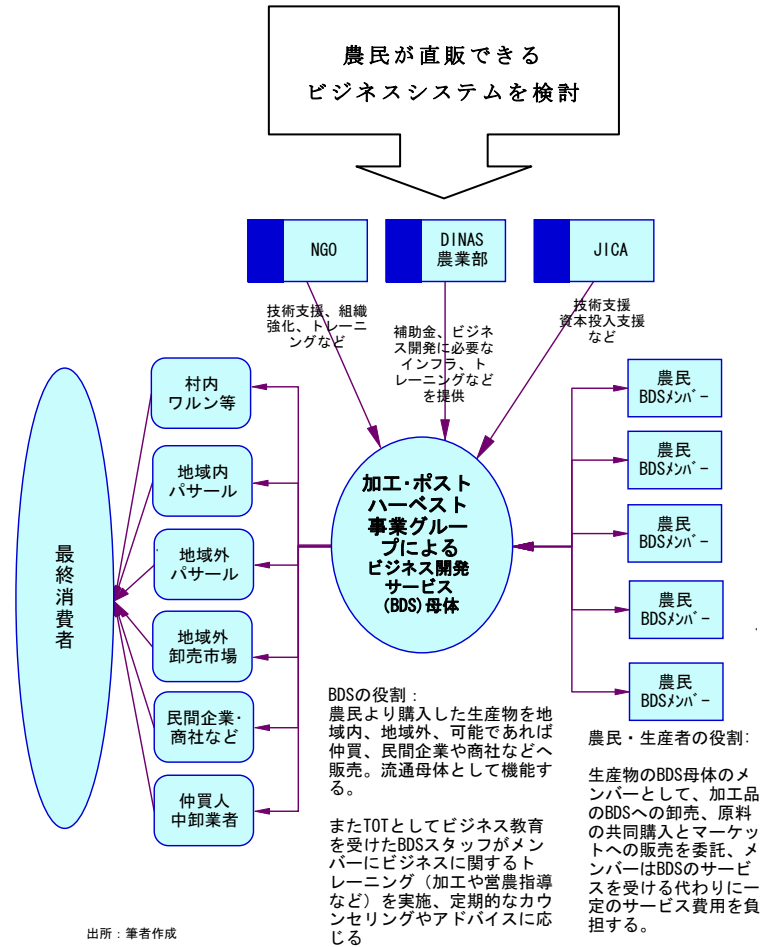 農民が直販できる
ビジネスシステムを検討
NGO
DINAS
農業部
JICA
技術支援、組織
強化、トレーニ
ングなど
補助金、ビジネ
ス開発に必要な
インフラ、ト
レーニングなど
を提供
技術支援
資本投入支援
など
村内
ワルン等
地域内
パサール
地域外
パサール
地域外
卸売市場
民間企業・
商社など
仲買人
中卸業者
最終消費者
加工・ポスト
ハーベスト
事業グルー
プによる
ビジネス開発
サービス
(BDS)母体
農民
BDSメンバー
農民
BDSメンバー
農民
BDSメンバー
農民
BDSメンバー
農民
BDSメンバー
BDSの役割：
農民より購入した生産物を地
域内、地域外、可能であれば
仲買、民間企業や商社などへ
販売。流通母体として機能す
る。
またTOTとしてビジネス教育
を受けたBDSスタッフがメン
バーにビジネスに関するト
レーニング（加工や営農指導
など）を実施、定期的なカウ
ンセリングやアドバイスに応
じる
農民・生産者の役割:
生産物のBDS母体のメ
ンバーとして、加工品
のBDSへの卸売、原料
の共同購入とマーケッ
トへの販売を委託、メ
ンバーはBDSのサービ
スを受ける代わりに一
定のサービス費用を負
担する。
出所：筆者作成